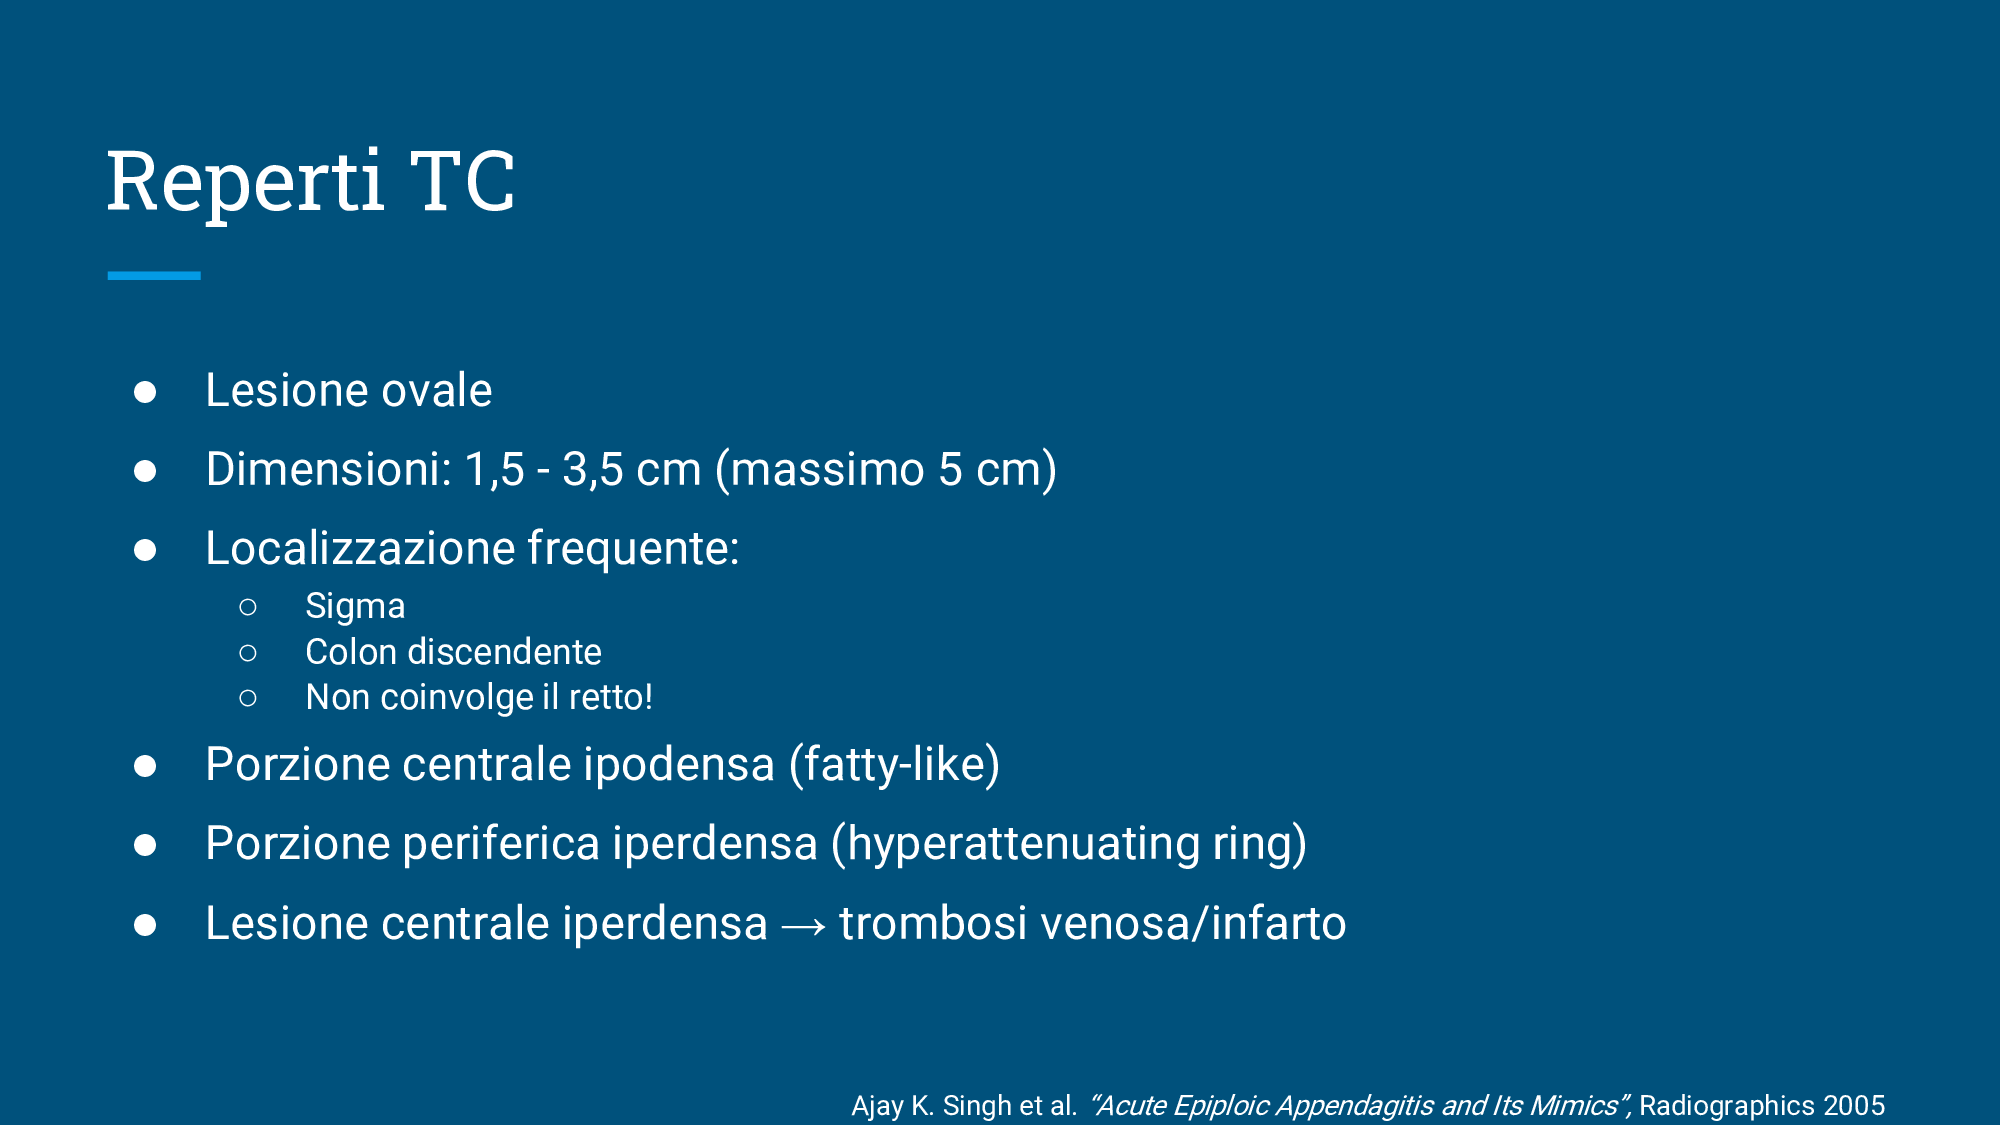 Reperti TC
● Lesione ovale
● Dimensioni: 1,5 - 3,5 cm (massimo 5 cm)
● Localizzazione frequente:
○ Sigma
○ Colon discendente
○ Non coinvolge il retto!
● Porzione centrale ipodensa (fatty-like)
● Porzione periferica iperdensa (hyperattenuating ring)
● Lesione centrale iperdensa → trombosi venosa/infarto
Ajay K. Singh et al. “Acute Epiploic Appendagitis and Its Mimics”, Radiographics 2005